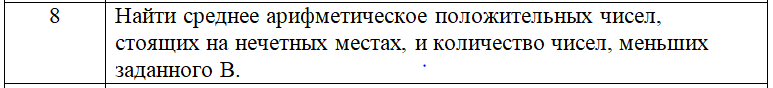 8
Найти среднее арифметическое положительных чисел,
стоящих на нечетных местах, и количество чисел, меньших
заданного В.